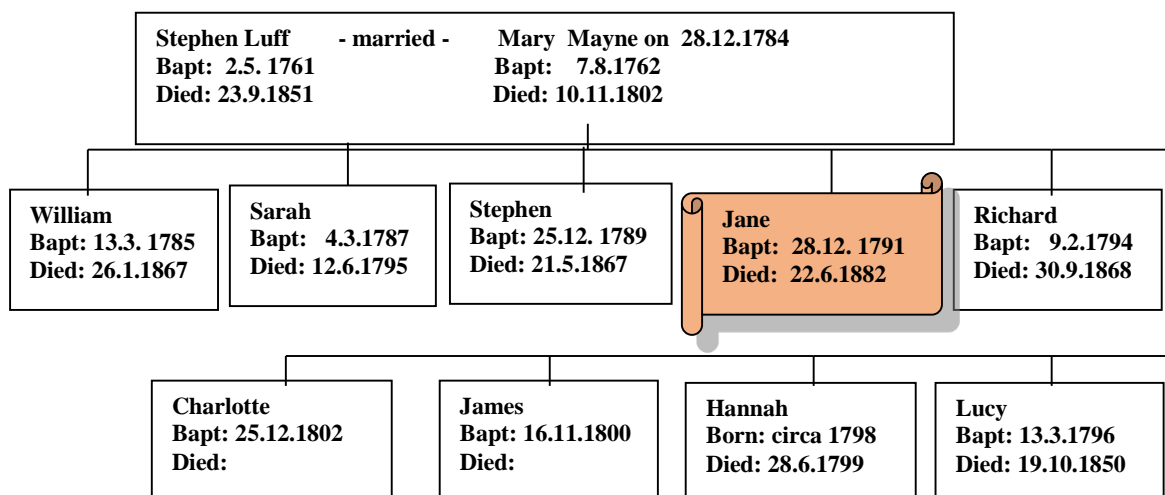 Stephen Luff - married - Mary Mayne on 28.12.1784
Bapt: 2.5. 1761 Bapt: 7.8.1762
Died: 23.9.1851 Died: 10.11.1802
William
Bapt: 13.3. 1785
Died: 26.1.1867
Sarah
Bapt: 4.3.1787
Died: 12.6.1795
Stephen
Bapt: 25.12. 1789
Died: 21.5.1867
Jane
Bapt: 28.12. 1791
Died: 22.6.1882
Richard
Bapt: 9.2.1794
Died: 30.9.1868
Charlotte
Bapt: 25.12.1802
Died:
James
Bapt: 16.11.1800
Died:
Hannah
Born: circa 1798
Died: 28.6.1799
Lucy
Bapt: 13.3.1796
Died: 19.10.1850